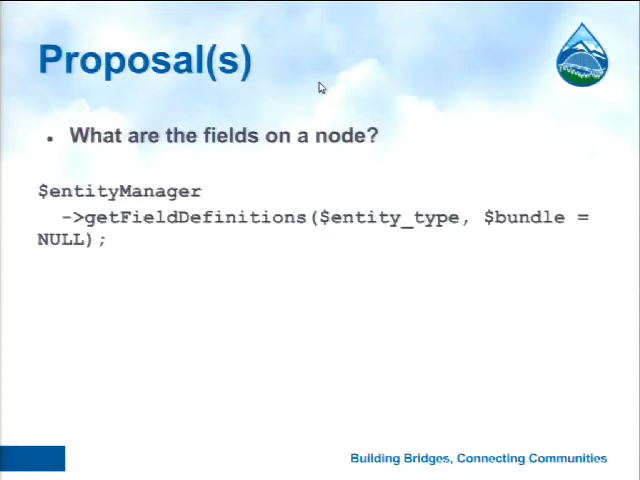 Proposal(s)
• What are the fields on a node?
$entityManager
->getFieldDefinitions($entity_type, $bundle =
NULL);
Building Bridges, Connecting Communities